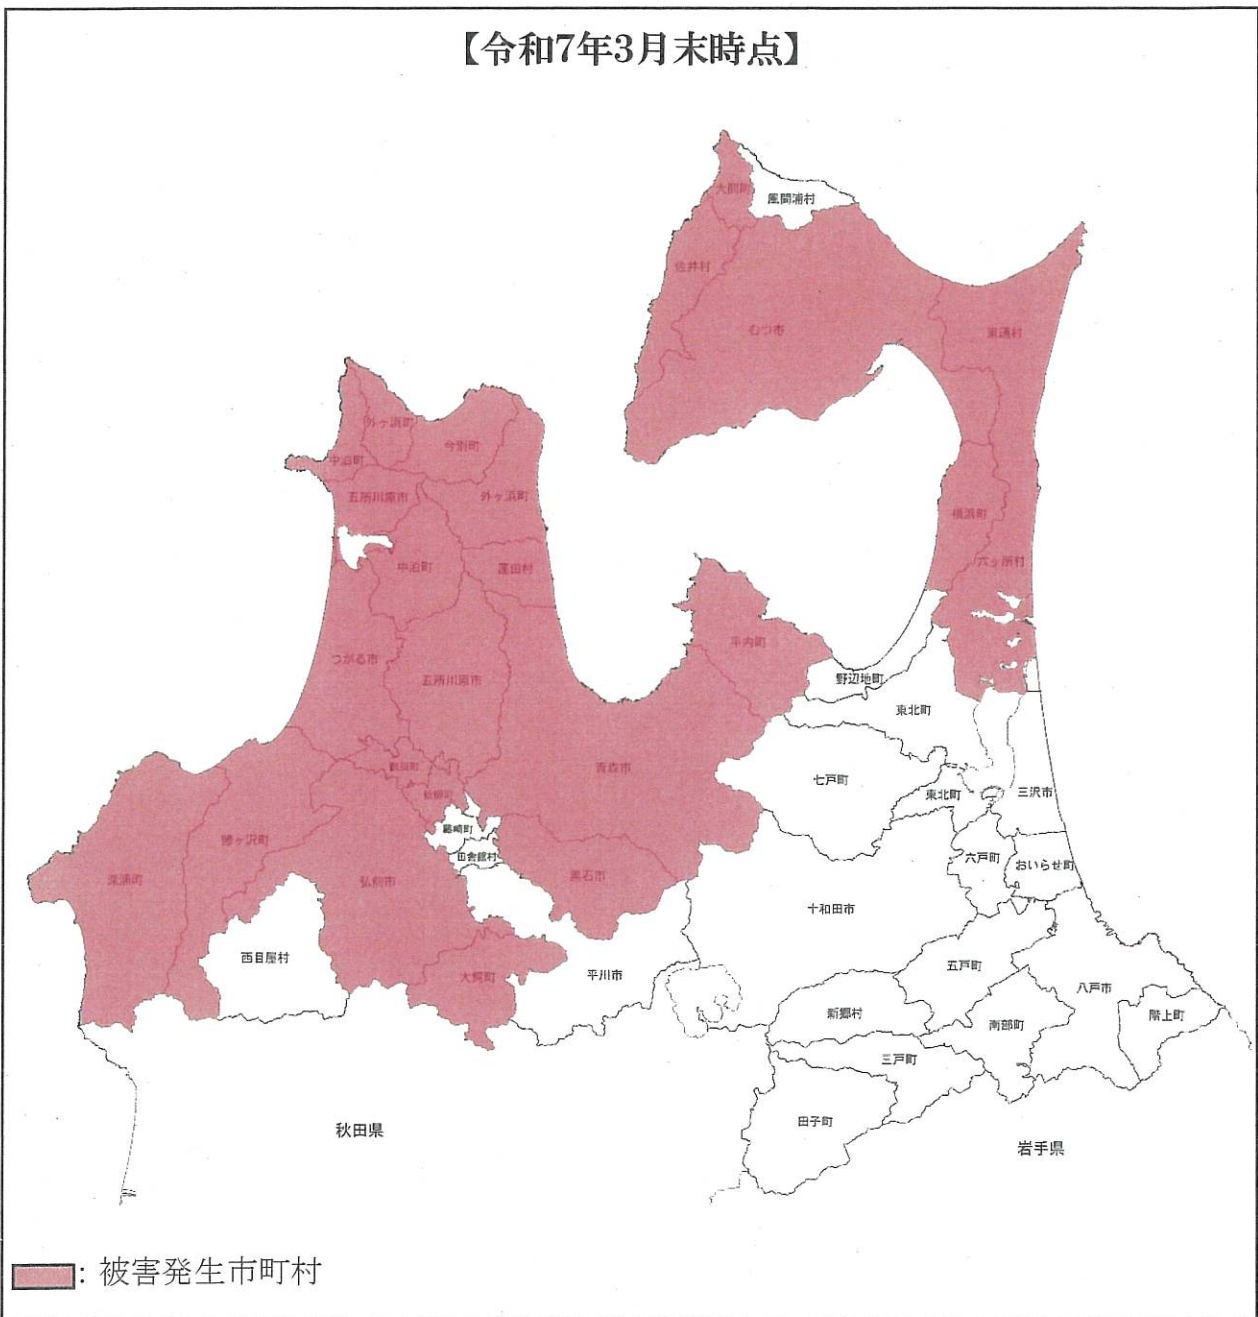 【令和7年3月末時点】
大間町
風間浦村
佐井村
むつ市
東通村
外ヶ浜町
今別町
中泊町
五所川原市
外ヶ浜町
横浜町
中泊町
蓬田村
六ヶ所村
平内町
つがる市
五所川原市
野辺地町
東北町
鶴田町
青森市
七戸町
板柳町
東北町
三沢市
藤崎町
鰺ヶ沢町
田舎館村
六戸町
おいらせ町
深浦町
弘前市
黒石市
十和田市
西目屋村
大鰐町
平川市
五戸町
八戸市
新郷村
南部町
階上町
三戸町
田子町
秋田県
岩手県
: 被害発生市町村